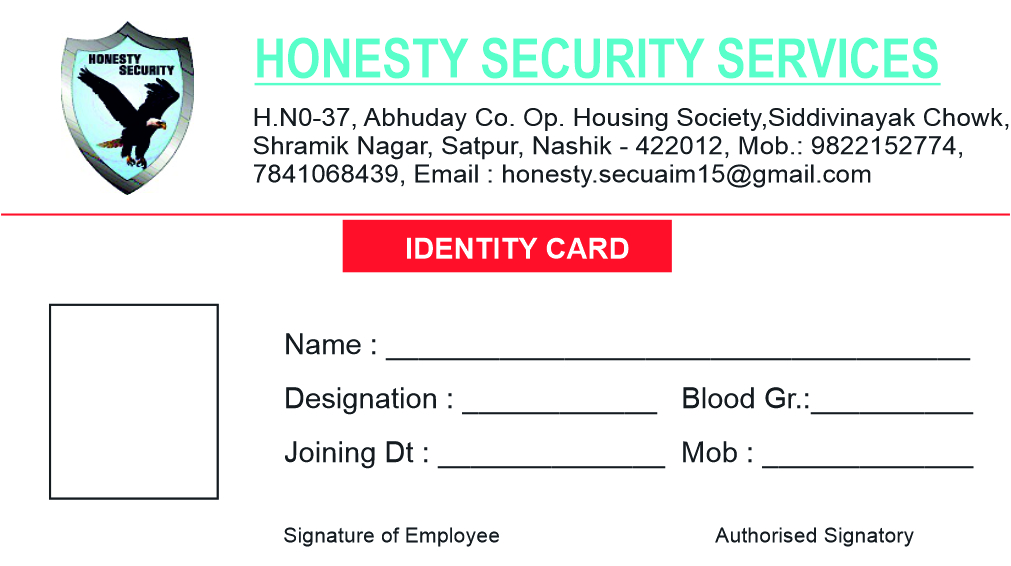 HONESTY
SECURITY
HONESTY SECURITY SERVICES
H.N0-37, Abhuday Co. Op. Housing Society,Siddivinayak Chowk,
Shramik Nagar, Satpur, Nashik - 422012, Mob.: 9822152774,
7841068439, Email : honesty.secuaim15@gmail.com
IDENTITY CARD
Name : ____________________________________
Designation : ____________ Blood Gr.:__________
Joining Dt : ______________ Mob : _____________
Signature of Employee Authorised Signatory